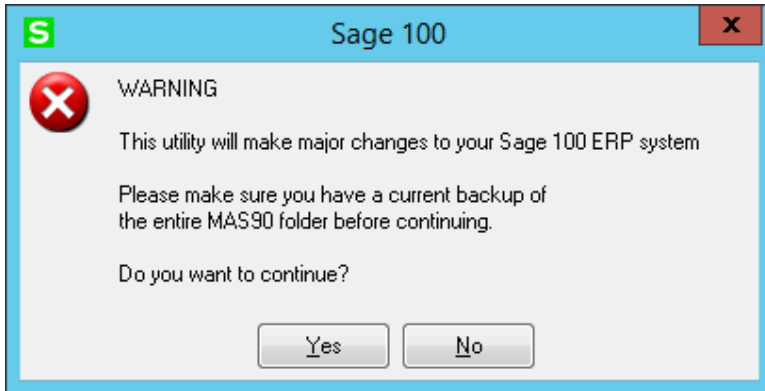 S
Sage 100
x
WARNING
This utility will make major changes to your Sage 100 ERP system
Please make sure you have a current backup of
the entire MAS90 folder before continuing.
Do you want to continue?
Yes
No